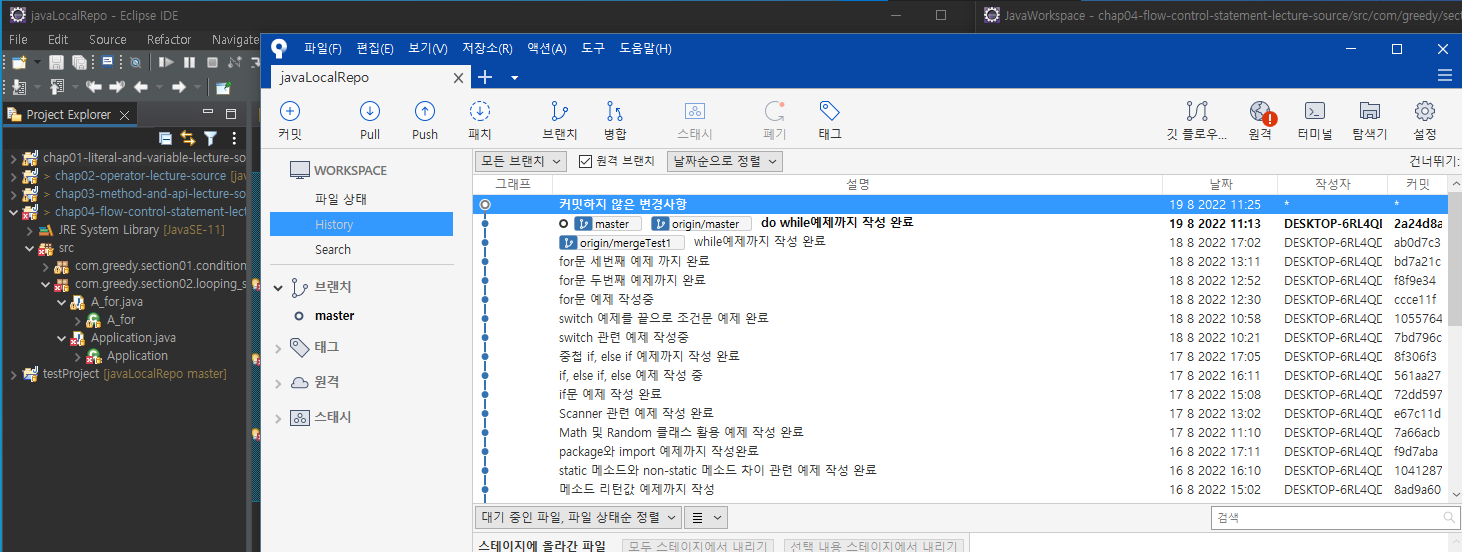 javaLocalRepo - Eclipse IDE
JavaWorkspace - chap04-flow-control-statement-lecture-source/src/com/greedy/sect
File Edit Source Refactor Navigate
파일(F) 편집(E) 보기(V) 저장소(R) 액션(A) 도구 도움말(H)
javaLocalRepo
커밋 Pull Push 패치 브랜치 병합 스태시 폐기 태그 깃 플로우... 원격 터미널 탐색기 설정
Project Explorer
chap01-literal-and-variable-lecture-so
> chap02-operator-lecture-source [jav
> chap03-method-and-api-lecture-so
> chap04-flow-control-statement-lect
JRE System Library [JavaSE-11]
src
com.greedy.section01.condition
com.greedy.section02.looping_s
A_for.java
A_for
Application.java
Application
testProject [javaLocalRepo master]
WORKSPACE
파일 상태
History
Search
브랜치
master
태그
원격
스태시
모든 브랜치 원격 브랜치 날짜순으로 정렬 건너뛰기:
그래프 설명 날짜 작성자 커밋
커밋하지 않은 변경사항 19 8 2022 11:25 * *
master origin/master do while예제까지 작성 완료 19 8 2022 11:13 DESKTOP-6RL4QD 2a24d8a
origin/mergeTest1 while예제까지 작성 완료 18 8 2022 17:02 DESKTOP-6RL4QD ab0d7c3
for문 세번째 예제 까지 완료 18 8 2022 13:11 DESKTOP-6RL4QD bd7a21c
for문 두번째 예제까지 완료 18 8 2022 12:52 DESKTOP-6RL4QD f8f9e34
for문 예제 작성중 18 8 2022 12:30 DESKTOP-6RL4QD ccce11f
switch 예제를 끝으로 조건문 예제 완료 18 8 2022 10:58 DESKTOP-6RL4QD 1055764
switch 관련 예제 작성중 18 8 2022 10:21 DESKTOP-6RL4QD 7bd796c
중첩 if, else if 예제까지 작성 완료 17 8 2022 17:05 DESKTOP-6RL4QD 8f306f3
if, else if, else 예제 작성 중 17 8 2022 16:11 DESKTOP-6RL4QD 561aa27
if문 예제 작성 완료 17 8 2022 15:08 DESKTOP-6RL4QD 72dd597
Scanner 관련 예제 작성 완료 17 8 2022 13:02 DESKTOP-6RL4QD e67c11d
Math 및 Random 클래스 활용 예제 작성 완료 17 8 2022 11:10 DESKTOP-6RL4QD 7a66acb
package와 import 예제까지 작성완료 16 8 2022 17:11 DESKTOP-6RL4QD f9d7aba
static 메소드와 non-static 메소드 차이 관련 예제 작성 완료 16 8 2022 16:10 DESKTOP-6RL4QD 1041287
메소드 리턴값 예제까지 작성 16 8 2022 15:02 DESKTOP-6RL4QD 8ad9a60
대기 중인 파일, 파일 상태순 정렬 검색
스테이지에 올라간 파일 모두 스테이지에서 내리기 선택 내용 스테이지에서 내리기